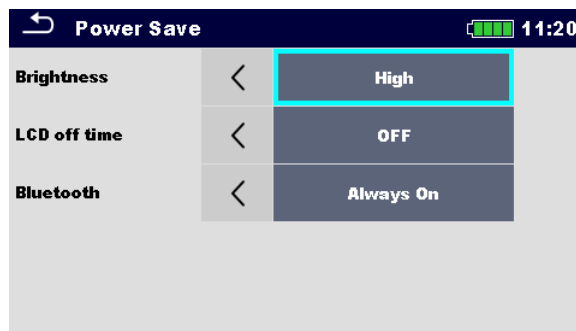 Power Save 11:20
Brightness High
LCD off time OFF
Bluetooth Always On